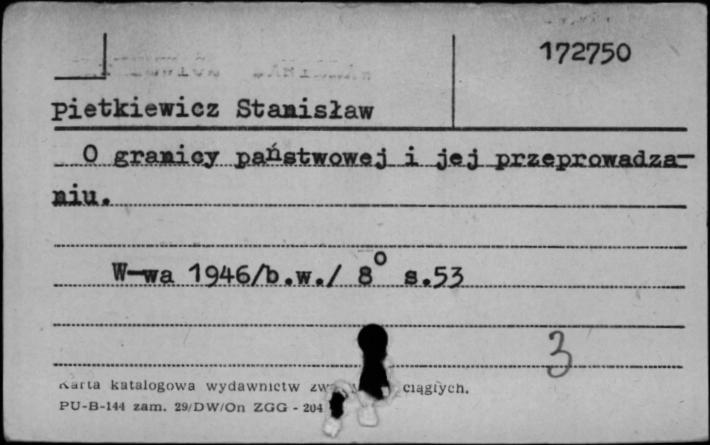 172750
Pietkiewicz Stanisław
O granicy państwowej i jej przeprowadza-
niu.
W-wa 1946/b.w./ 8° s.53
3
Karta katalogowa wydawnictw ciągłych.
PU-B-144 zam. 29/DW/On ZGG - 204